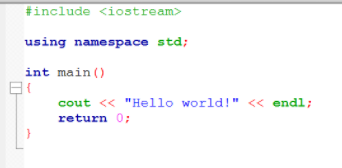 #include <iostream>
using namespace std;
int main()
{
cout << "Hello world!" << endl;
return 0;
}